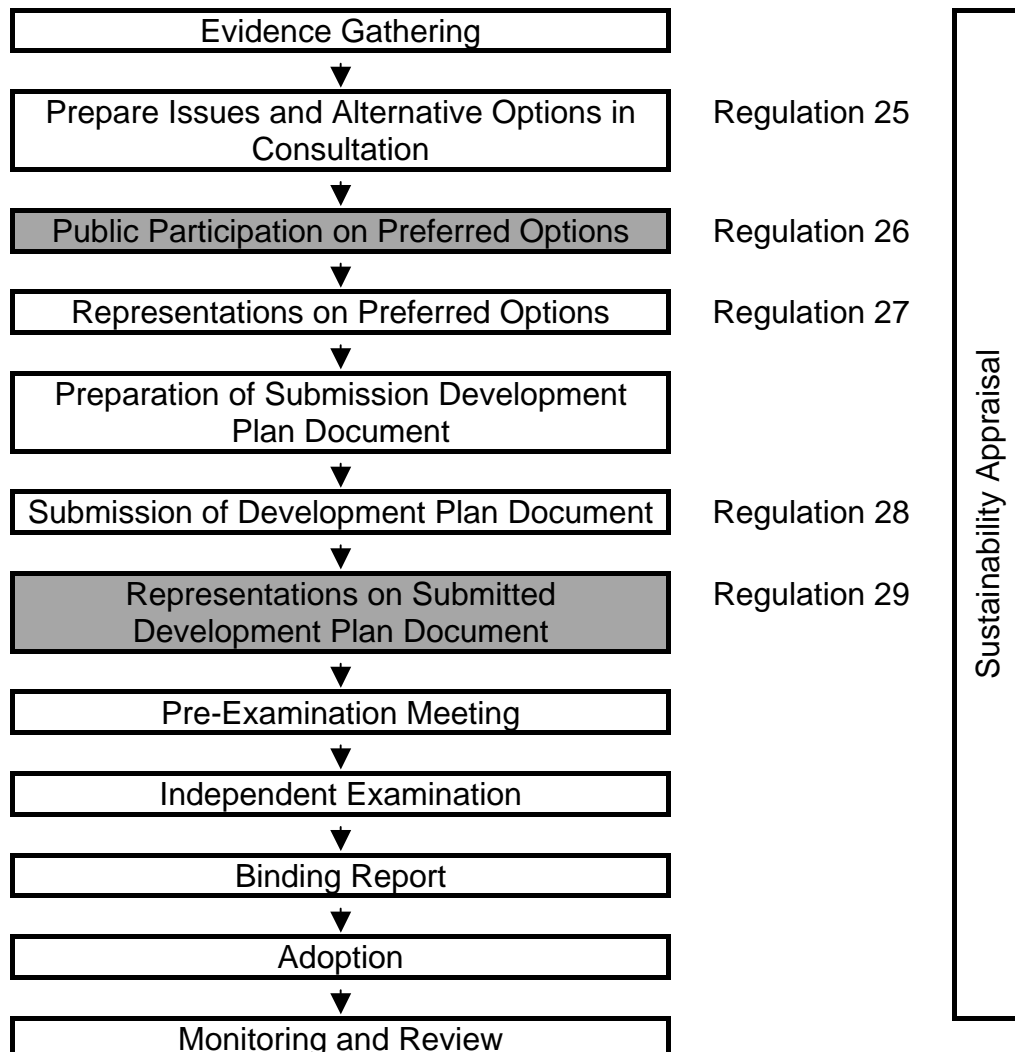 Evidence Gathering
Prepare Issues and Alternative Options in
Consultation
Regulation 25
Public Participation on Preferred Options
Regulation 26
Representations on Preferred Options
Regulation 27
Preparation of Submission Development
Plan Document
Submission of Development Plan Document
Regulation 28
Representations on Submitted
Development Plan Document
Regulation 29
Pre-Examination Meeting
Independent Examination
Binding Report
Adoption
Monitoring and Review
Sustainability Appraisal